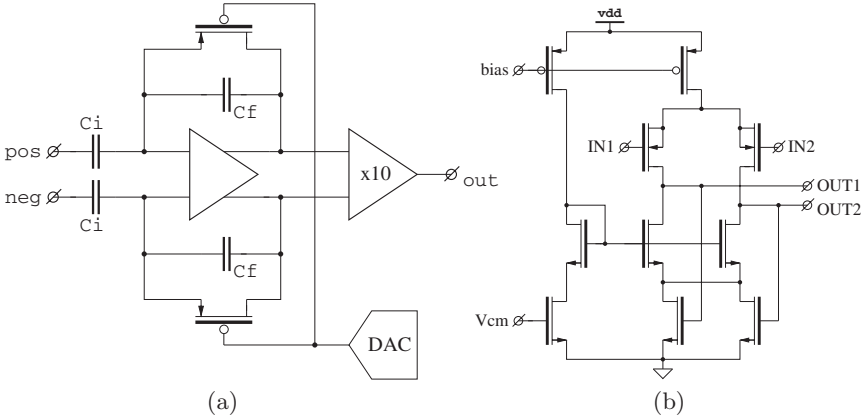 Ci
Cf
pos
neg
Ci
x10
out
Cf
DAC
(a)
vdd
bias
IN1
IN2
OUT1
OUT2
Vcm
(b)